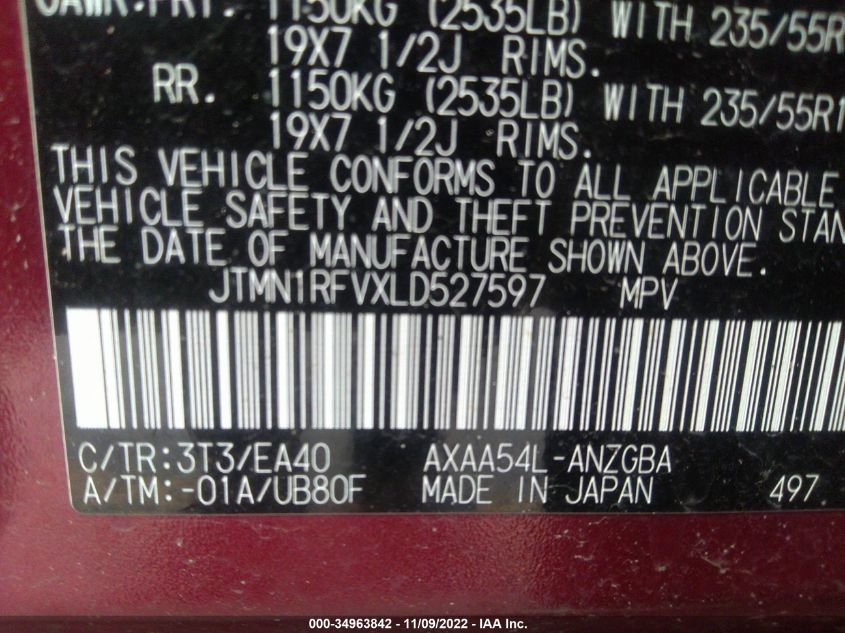 GAWR:FRT. 1150KG (2535LB) WITH 235/55R
19X7 1/2J RIMS.
RR. 1150KG (2535LB) WITH 235/55R1
19X7 1/2J RIMS.
THIS VEHICLE CONFORMS TO ALL APPLICABLE
VEHICLE SAFETY AND THEFT PREVENTION STAN
THE DATE OF MANUFACTURE SHOWN ABOVE.
JTMN1RFVXLD527597 MPV
C/TR:3T3/EA40 AXAA54L-ANZGBA
A/TM:-01A/UB80F MADE IN JAPAN 497
000-34963842 - 11/09/2022 - IAA Inc.